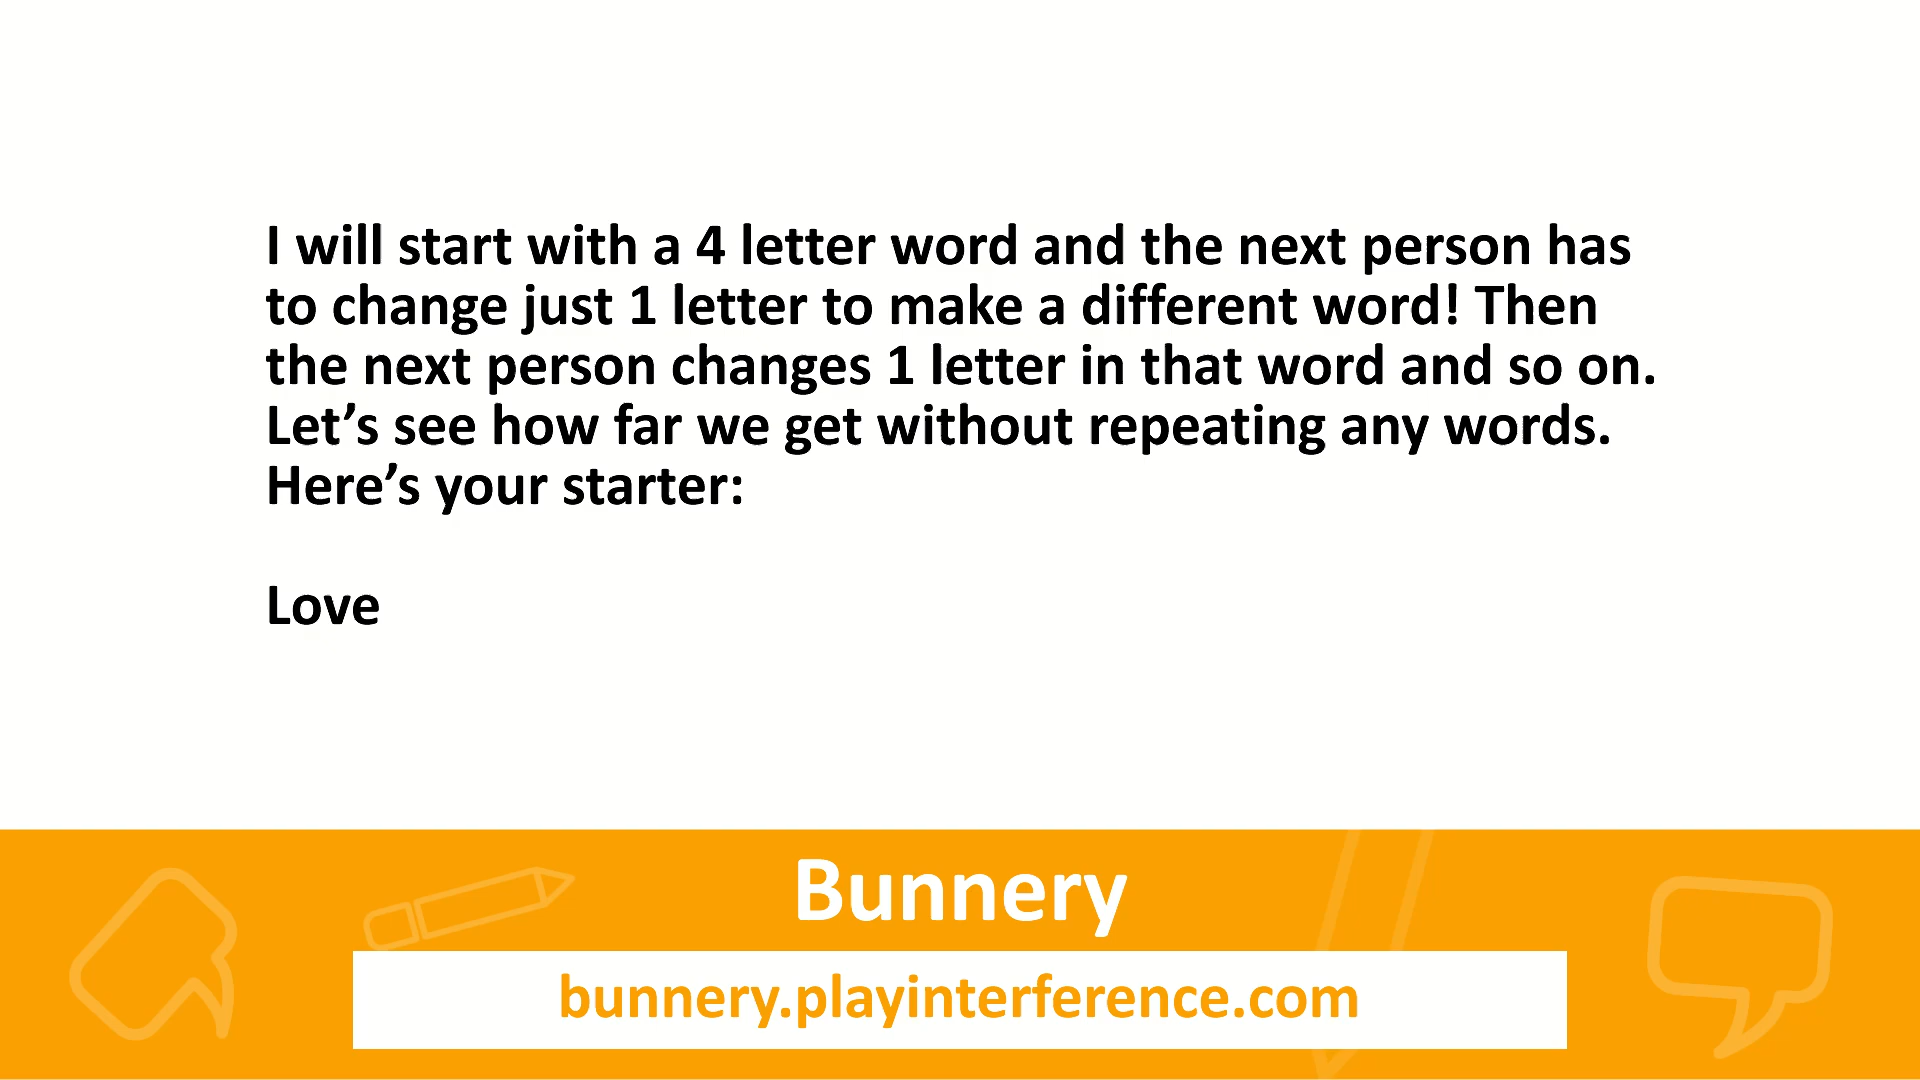 I will start with a 4 letter word and the next person has
to change just 1 letter to make a different word! Then
the next person changes 1 letter in that word and so on.
Let’s see how far we get without repeating any words.
Here’s your starter:
Love
Bunnery
bunnery.playinterference.com